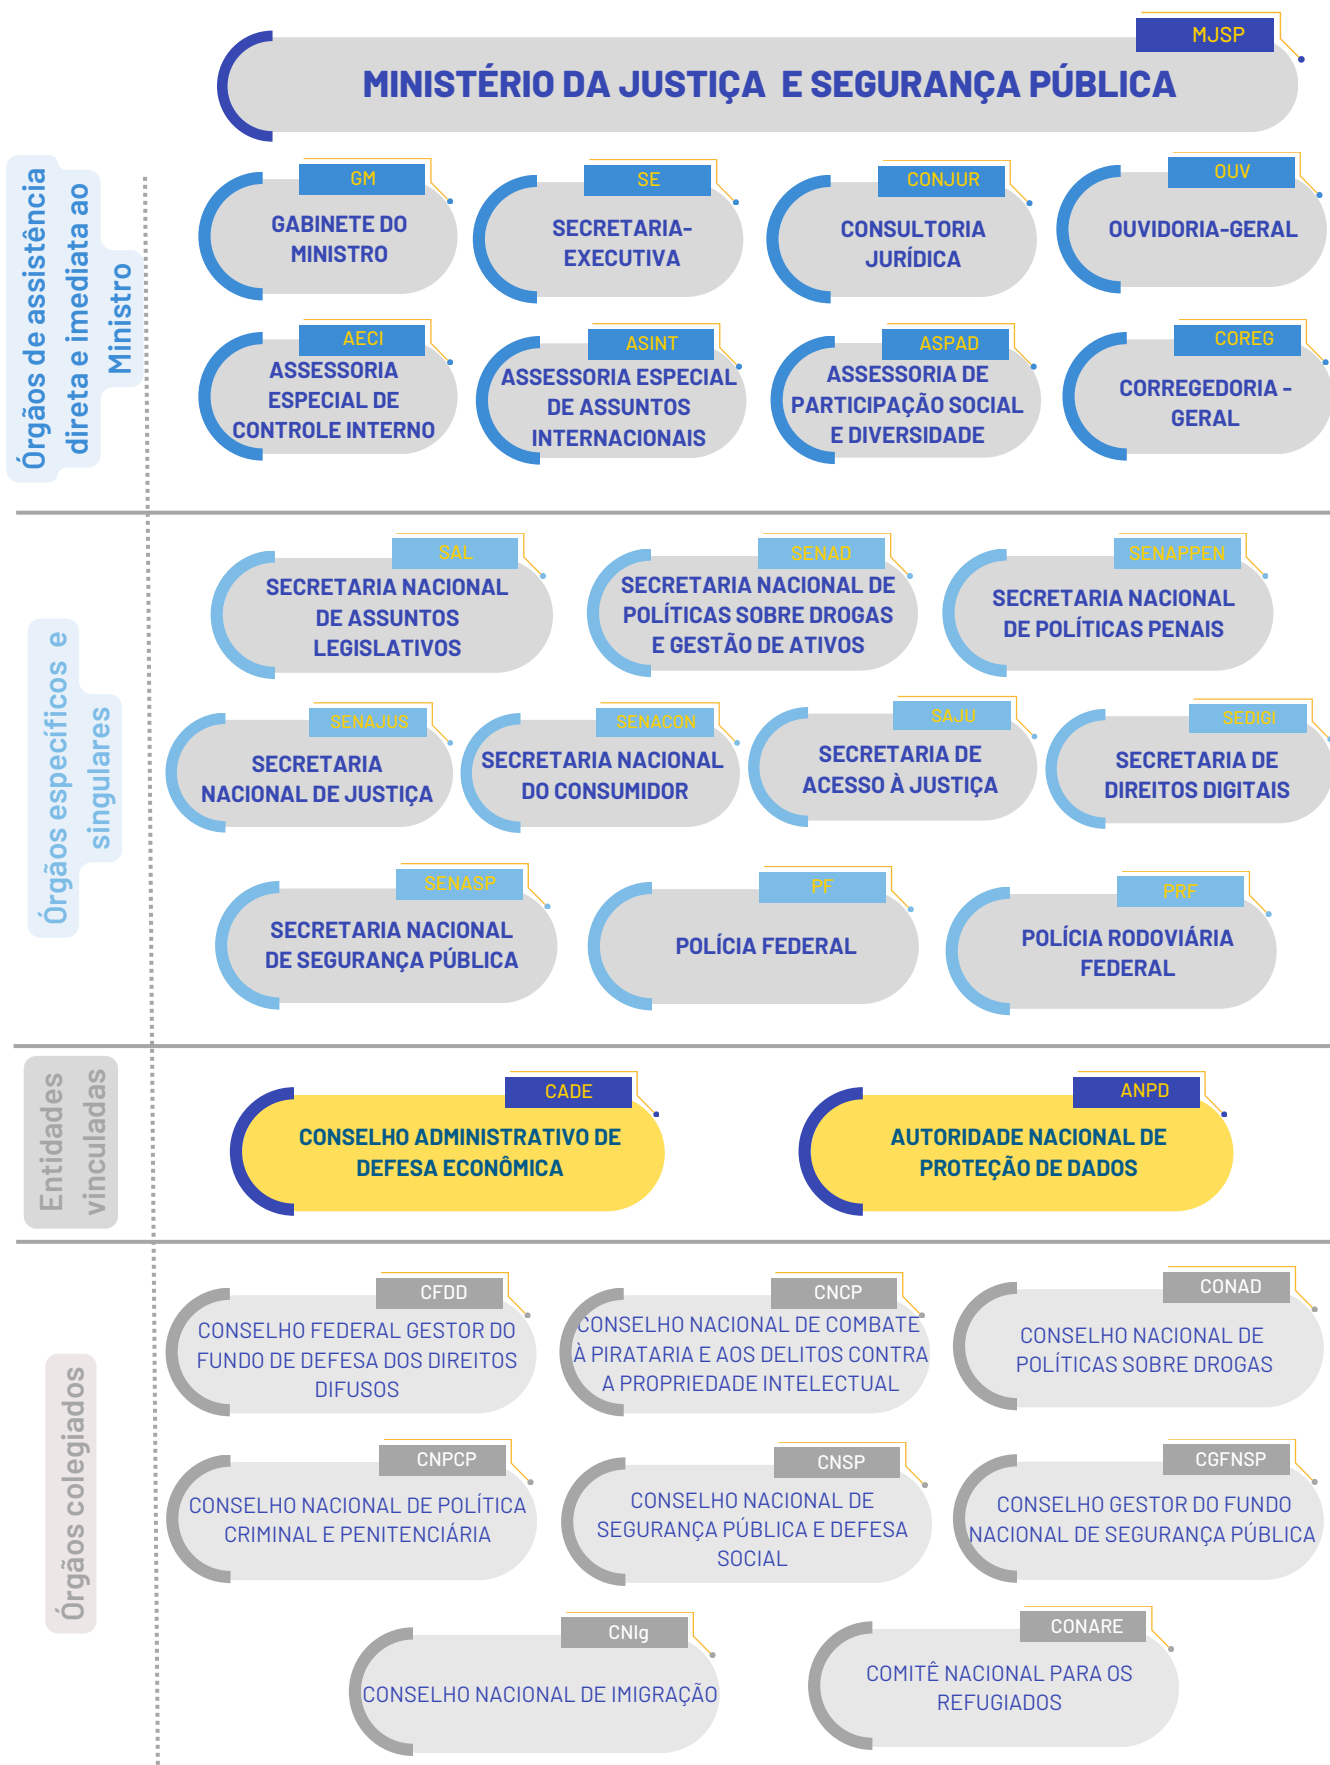 MJSP
MINISTÉRIO DA JUSTIÇA E SEGURANÇA PÚBLICA
Órgãos de assistência
direta e imediata ao
Ministro
GM
GABINETE DO
MINISTRO
SE
SECRETARIA-
EXECUTIVA
CONJUR
CONSULTORIA
JURÍDICA
OUV
OUVIDORIA-GERAL
AECI
ASSESSORIA
ESPECIAL DE
CONTROLE INTERNO
ASINT
ASSESSORIA ESPECIAL
DE ASSUNTOS
INTERNACIONAIS
ASPAD
ASSESSORIA DE
PARTICIPAÇÃO SOCIAL
E DIVERSIDADE
COREG
CORREGEDORIA -
GERAL
Órgãos específicos e
singulares
SAL
SECRETARIA NACIONAL
DE ASSUNTOS
LEGISLATIVOS
SENAD
SECRETARIA NACIONAL DE
POLÍTICAS SOBRE DROGAS
E GESTÃO DE ATIVOS
SENAPPEN
SECRETARIA NACIONAL
DE POLÍTICAS PENAIS
SENAJUS
SECRETARIA
NACIONAL DE JUSTIÇA
SENACON
SECRETARIA NACIONAL
DO CONSUMIDOR
SAJU
SECRETARIA DE
ACESSO À JUSTIÇA
SEDIGI
SECRETARIA DE
DIREITOS DIGITAIS
SENASP
SECRETARIA NACIONAL
DE SEGURANÇA PÚBLICA
PF
POLÍCIA FEDERAL
PRF
POLÍCIA RODOVIÁRIA
FEDERAL
Entidades
vinculadas
CADE
CONSELHO ADMINISTRATIVO DE
DEFESA ECONÔMICA
ANPD
AUTORIDADE NACIONAL DE
PROTEÇÃO DE DADOS
Órgãos colegiados
CFDD
CONSELHO FEDERAL GESTOR DO
FUNDO DE DEFESA DOS DIREITOS
DIFUSOS
CNCP
CONSELHO NACIONAL DE COMBATE
À PIRATARIA E AOS DELITOS CONTRA
A PROPRIEDADE INTELECTUAL
CONAD
CONSELHO NACIONAL DE
POLÍTICAS SOBRE DROGAS
CNPCP
CONSELHO NACIONAL DE POLÍTICA
CRIMINAL E PENITENCIÁRIA
CNSP
CONSELHO NACIONAL DE
SEGURANÇA PÚBLICA E DEFESA
SOCIAL
CGFNSP
CONSELHO GESTOR DO FUNDO
NACIONAL DE SEGURANÇA PÚBLICA
CNIg
CONSELHO NACIONAL DE IMIGRAÇÃO
CONARE
COMITÊ NACIONAL PARA OS
REFUGIADOS